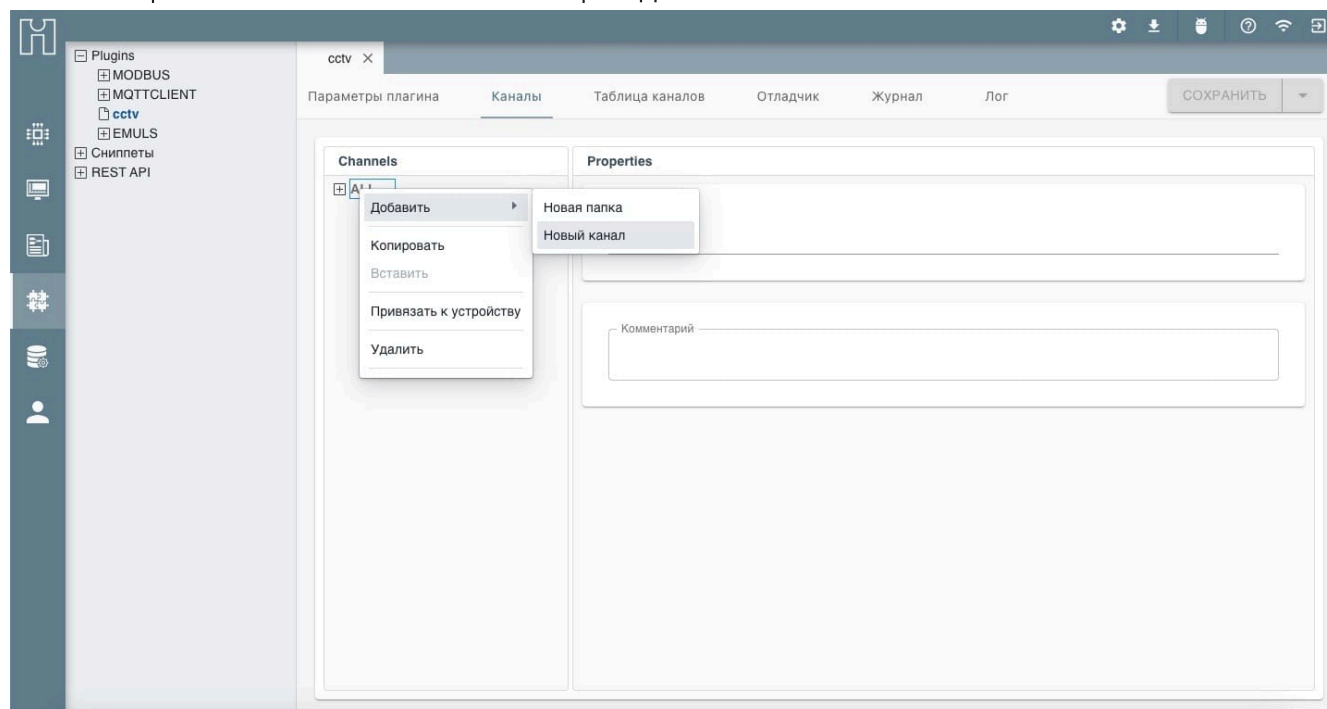 Plugins
MODBUS
MQTTCLIENT
cctv
EMULS
Сниппеты
REST API
cctv
Параметры плагина Каналы Таблица каналов Отладчик Журнал Лог СОХРАНИТЬ
Channels Properties
Добавить Новая папка
Новый канал
Копировать
Вставить
Привязать к устройству
Удалить
Комментарий